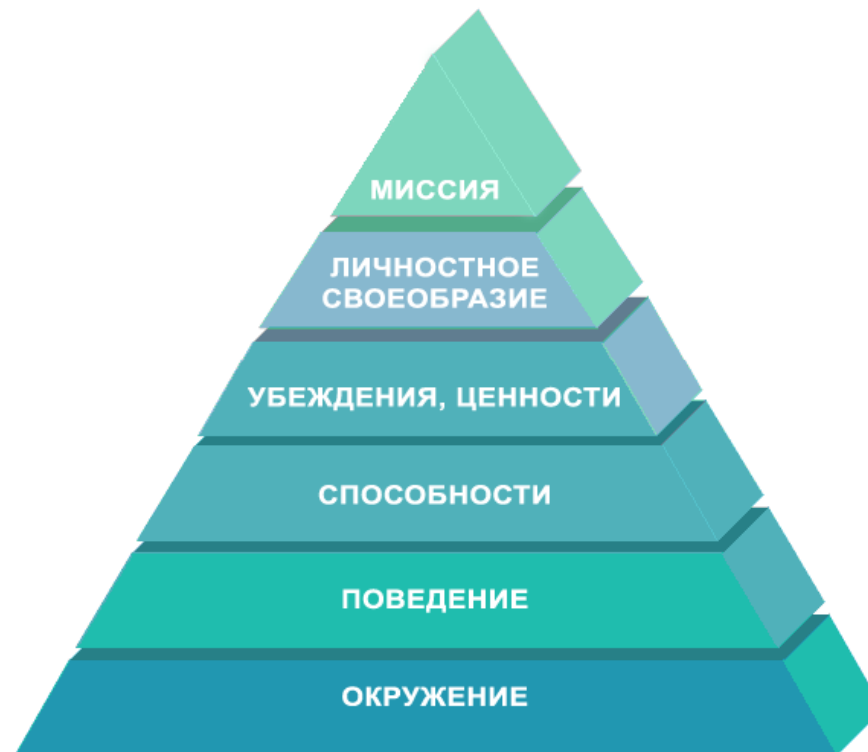 МИССИЯ
ЛИЧНОСТНОЕ
СВОЕОБРАЗИЕ
УБЕЖДЕНИЯ, ЦЕННОСТИ
СПОСОБНОСТИ
ПОВЕДЕНИЕ
ОКРУЖЕНИЕ